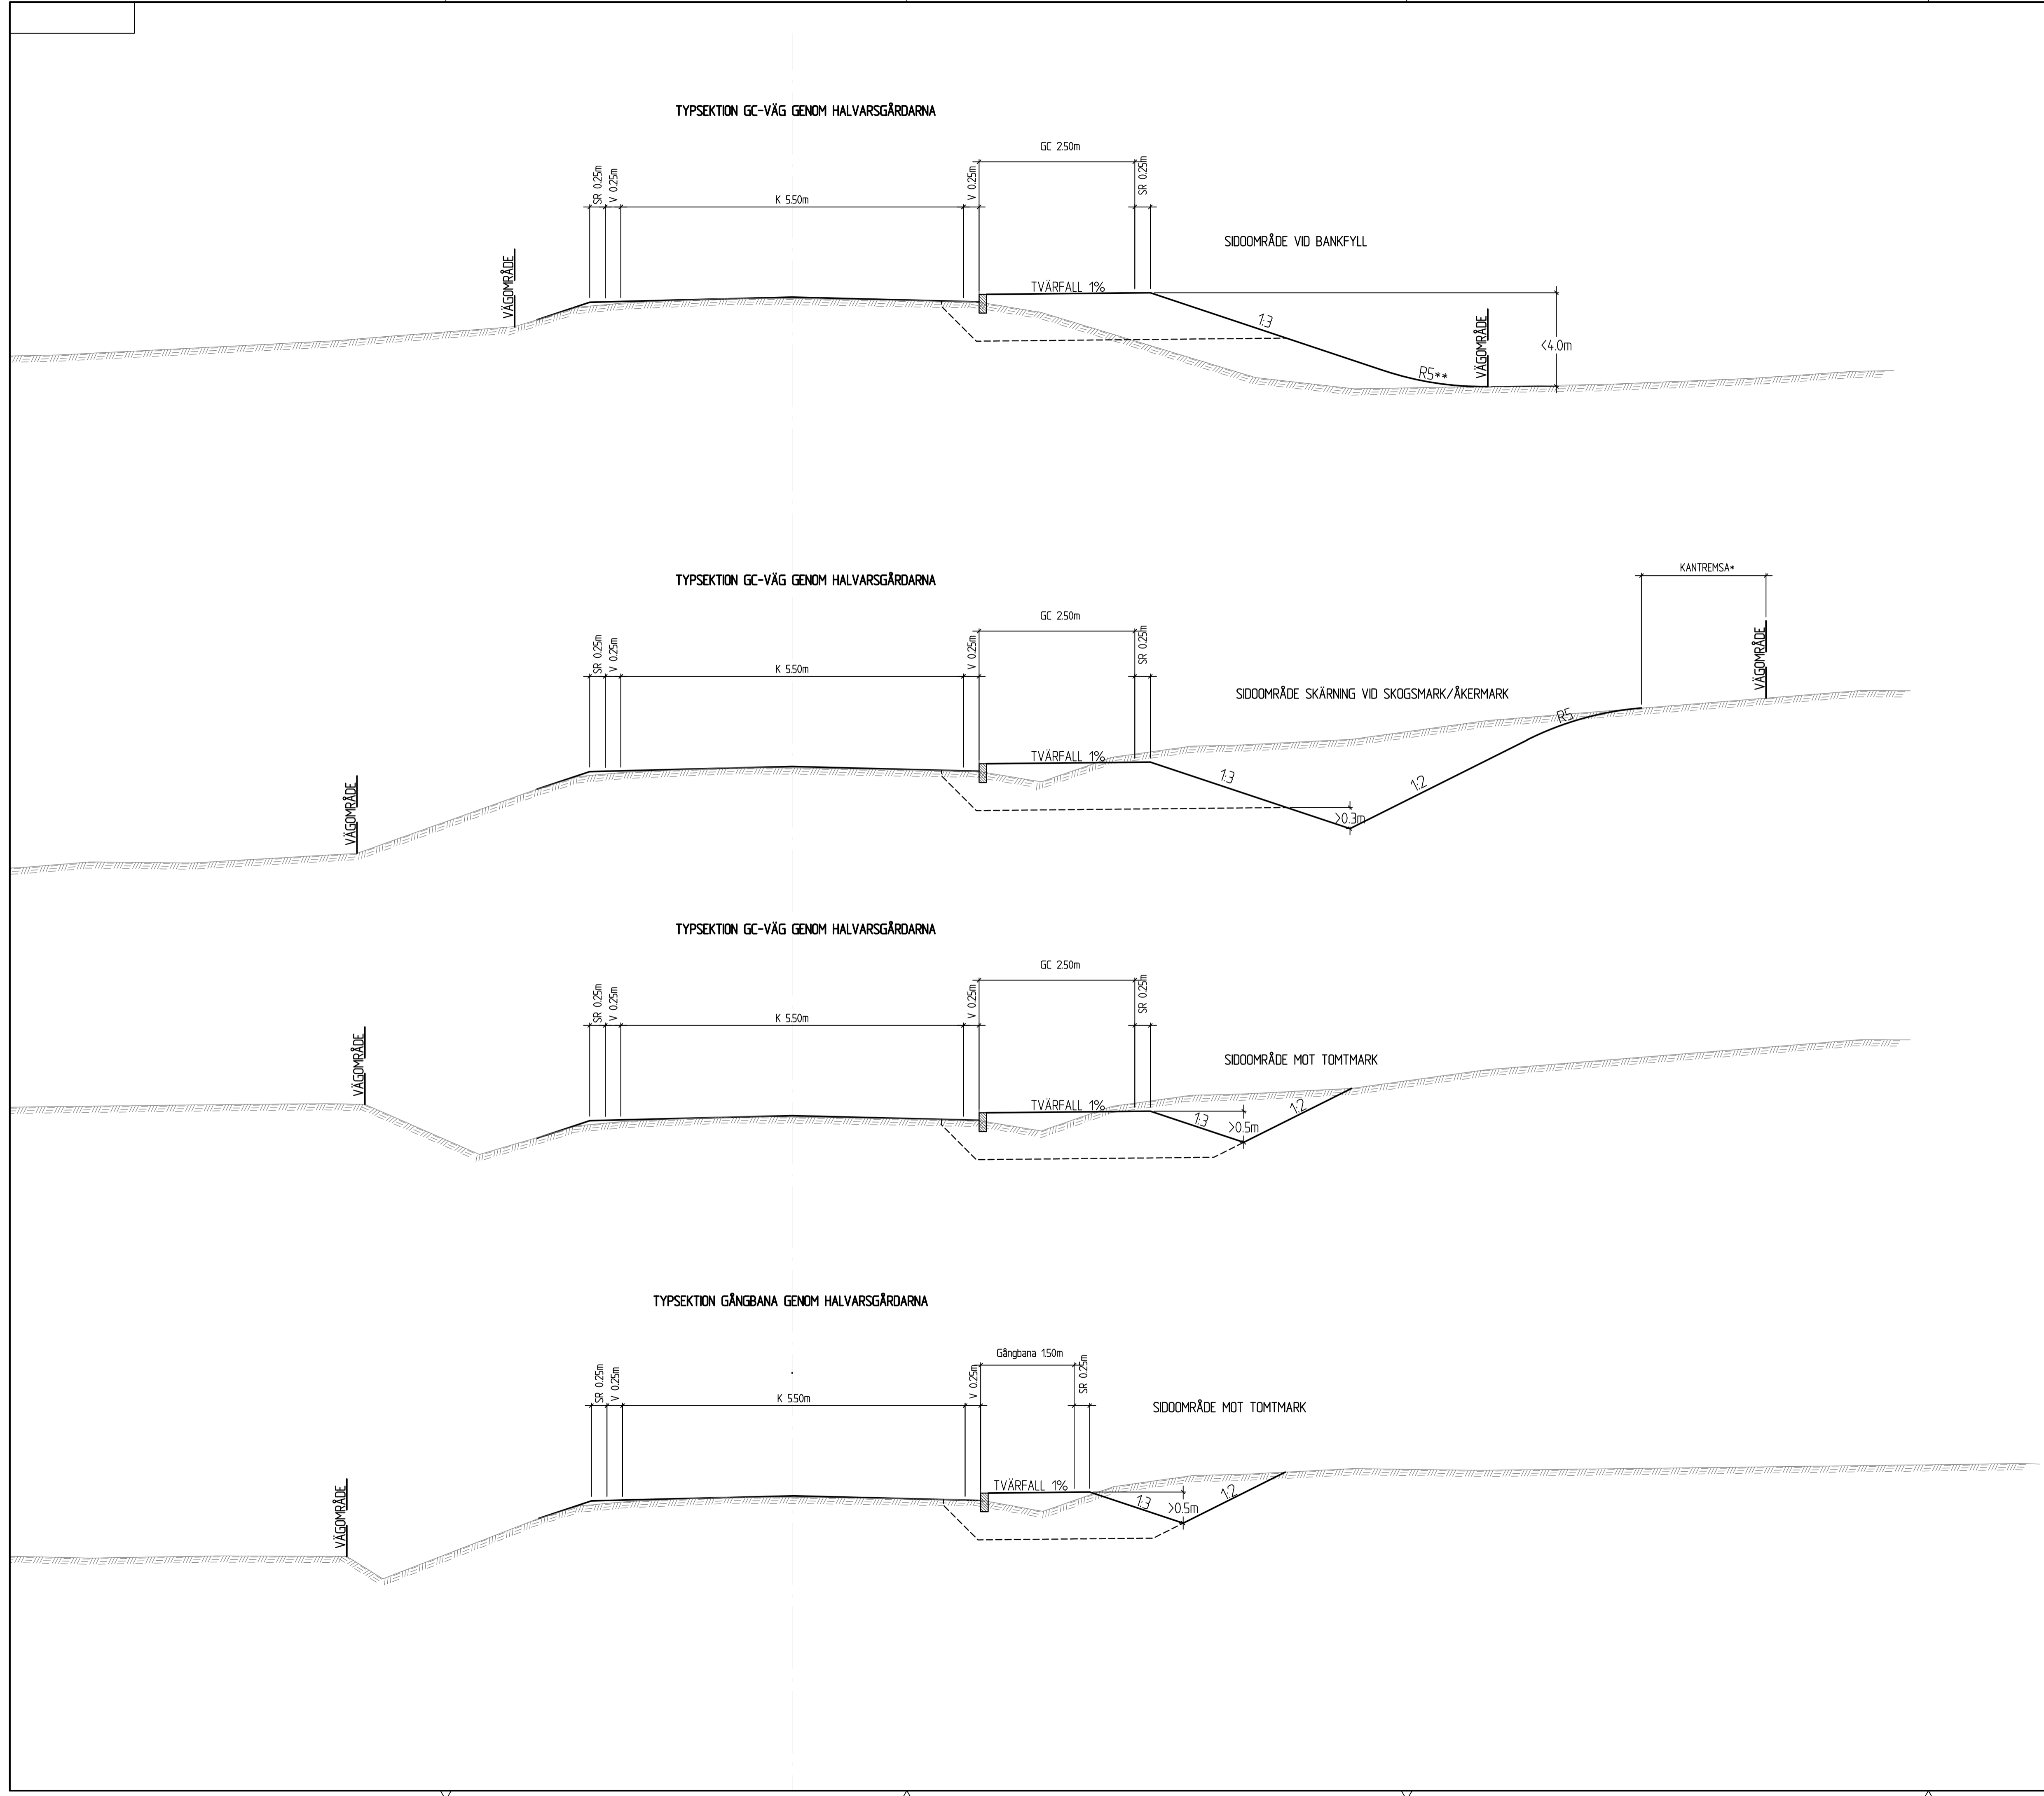 TYPSEKTION GC-VÄG GENOM HALVARSGÅRDARNA
GC 2.50m
SR 0.25m
V 0.25m
K 5.50m
V 0.25m
SR 0.25m
SIDOOMRÅDE VID BANKFYLL
VÄGOMRÅDE
TVÄRFALL 1%
1:3
R5**
VÄGOMRÅDE
<4.0m
TYPSEKTION GC-VÄG GENOM HALVARSGÅRDARNA
KANTREMSA*
GC 2.50m
SR 0.25m
V 0.25m
K 5.50m
V 0.25m
SR 0.25m
VÄGOMRÅDE
SIDOOMRÅDE SKÄRNING VID SKOGSMARK/ÅKERMARK
R5
TVÄRFALL 1%
1:3
1:2
VÄGOMRÅDE
>0.3m
TYPSEKTION GC-VÄG GENOM HALVARSGÅRDARNA
GC 2.50m
SR 0.25m
V 0.25m
K 5.50m
V 0.25m
SR 0.25m
VÄGOMRÅDE
SIDOOMRÅDE MOT TOMTMARK
TVÄRFALL 1%
1:3
>0.5m
1:2
TYPSEKTION GÅNGBANA GENOM HALVARSGÅRDARNA
Gångbana 1.50m
SR 0.25m
V 0.25m
K 5.50m
V 0.25m
SR 0.25m
SIDOOMRÅDE MOT TOMTMARK
VÄGOMRÅDE
TVÄRFALL 1%
1:3
>0.5m
1:2